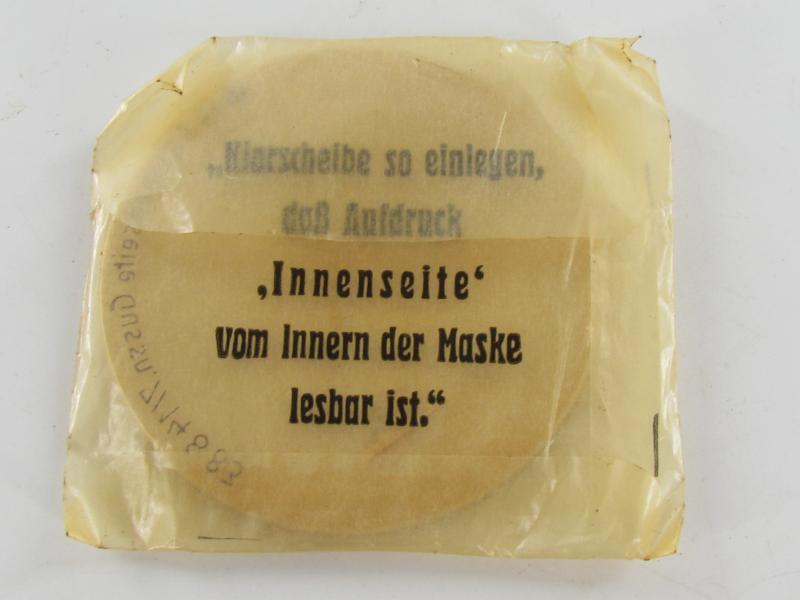 „Klarscheibe so einlegen,
daß Aufdruck
‚Innenseite‘
vom Innern der Maske
lesbar ist.“